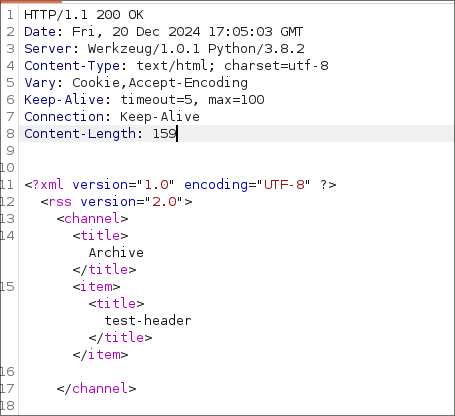 1 HTTP/1.1 200 OK
2 Date: Fri, 20 Dec 2024 17:05:03 GMT
3 Server: Werkzeug/1.0.1 Python/3.8.2
4 Content-Type: text/html; charset=utf-8
5 Vary: Cookie,Accept-Encoding
6 Keep-Alive: timeout=5, max=100
7 Connection: Keep-Alive
8 Content-Length: 159
9
10
11 <?xml version="1.0" encoding="UTF-8" ?>
12 <rss version="2.0">
13 <channel>
14 <title>
Archive
</title>
15 <item>
<title>
test-header
</title>
</item>
16
17 </channel>
18